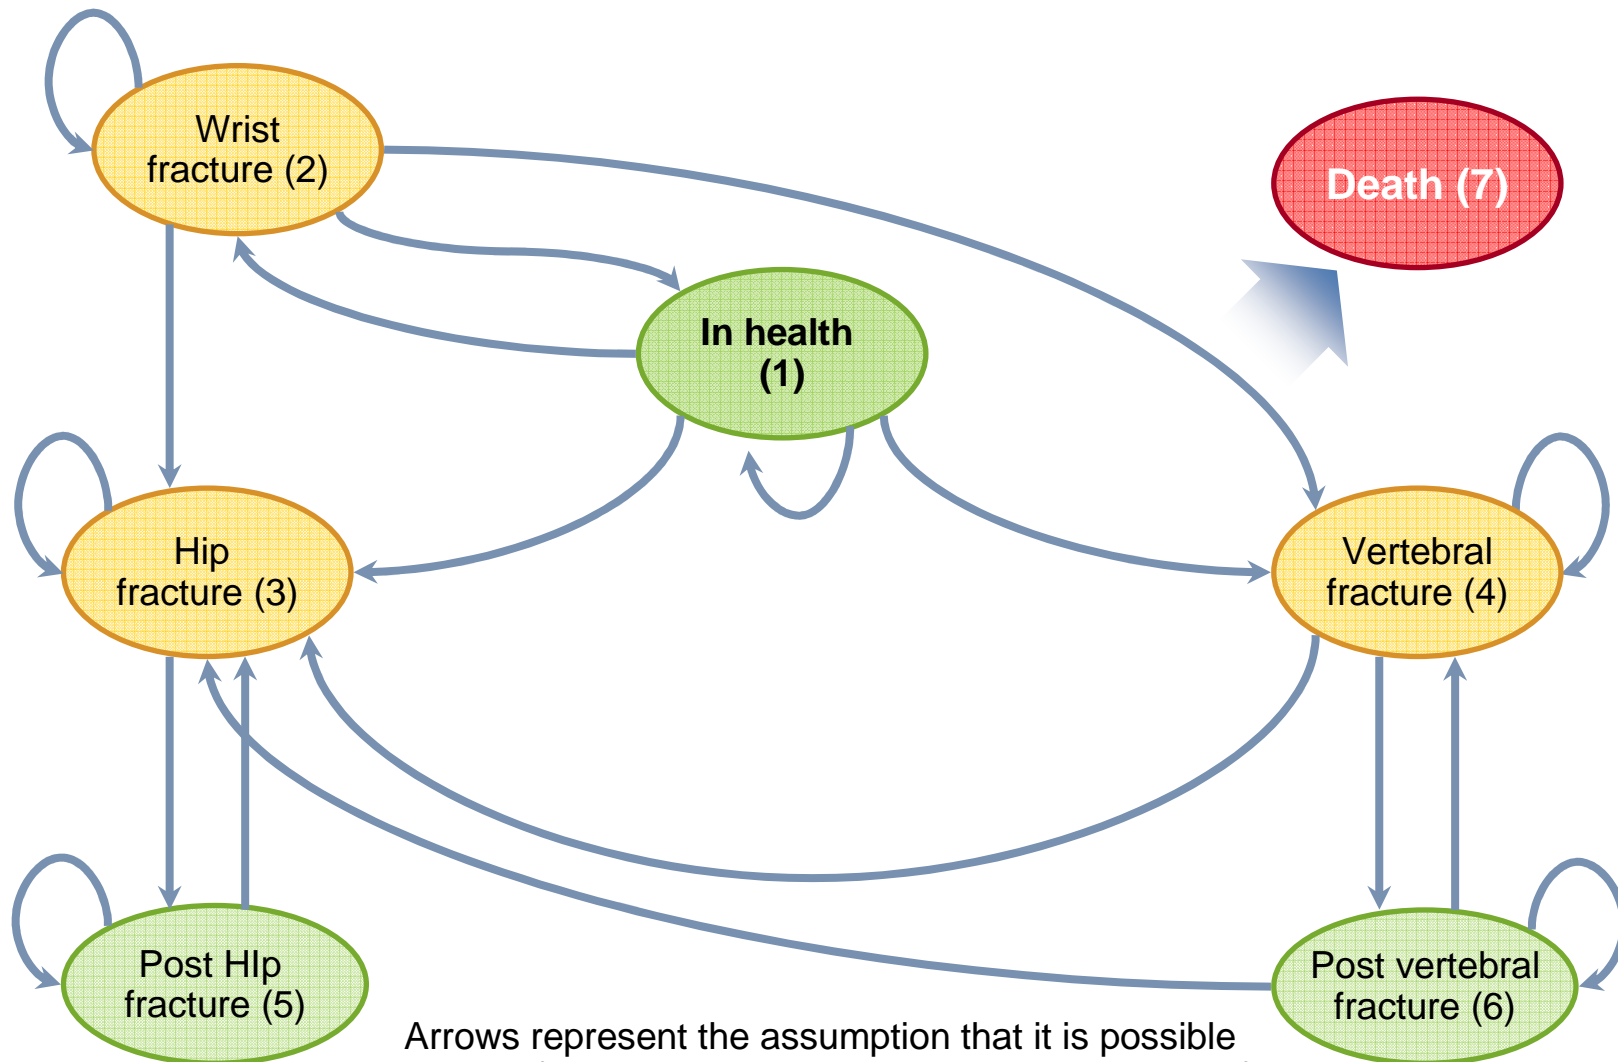 Wrist
fracture (2)
Death (7)
In health
(1)
Hip
fracture (3)
Vertebral
fracture (4)
Post HIp
fracture (5)
Post vertebral
fracture (6)
Arrows represent the assumption that it is possible